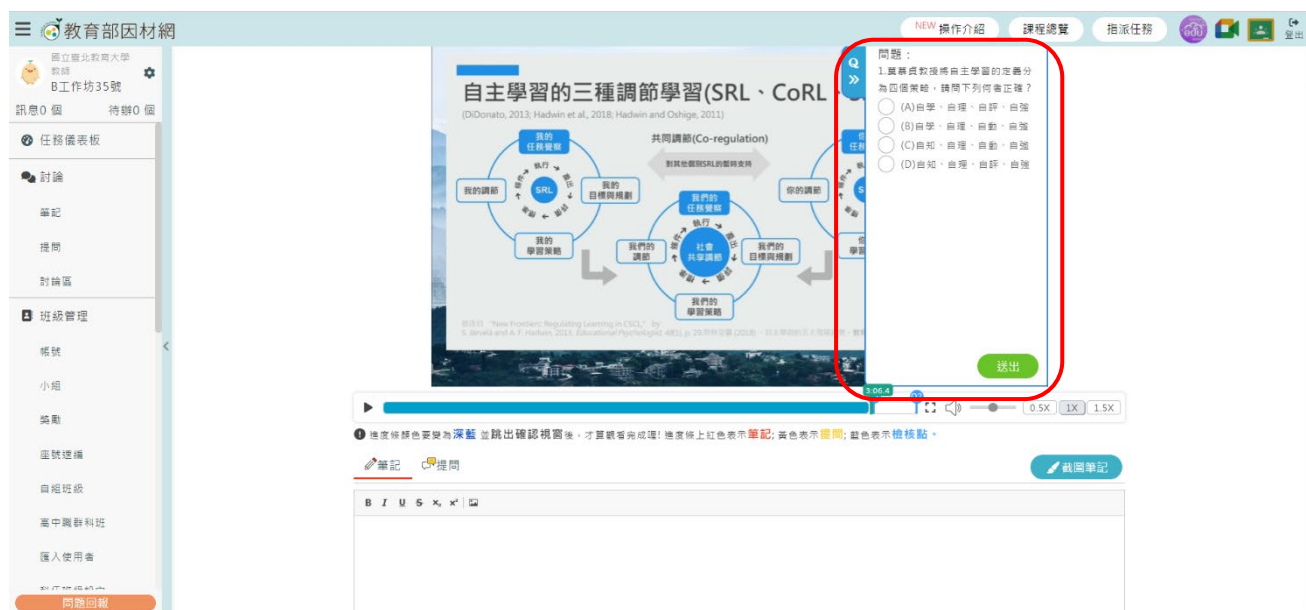 教育部因材網
NEW 操作介紹
課程總覽
指派任務
登出
國立臺北教育大學
教師
B工作坊35號
訊息0 個
待辦0 個
任務儀表板
討論
筆記
提問
討論區
班級管理
帳號
小組
獎勵
座號速編
自組班級
高中職群科班
匯入使用者
問題回報
自主學習的三種調節學習(SRL、CoRL、
(DiDonato, 2013; Hadwin et al., 2018; Hadwin and Oshige, 2011)
共同調節(Co-regulation)
對其他個別SRL的暫時支持
我的
任務覺察
我的調節
SRL
我的
目標與規劃
我的
學習策略
執行
我們的
任務覺察
執行
我們的
調節
社會
共享調節
我們的
目標與規劃
我們的
學習策略
你的調節
Q
問題：
1.莫慕貞教授將自主學習的定義分
為四個策略，請問下列何者正確？
(A)自學、自理、自評、自強
(B)自學、自理、自動、自強
(C)自知、自理、自動、自強
(D)自知、自理、自評、自強
送出
3:06.4
0.5X
1X
1.5X
進度條顏色要變為深藍 並跳出確認視窗後，才算觀看完成喔! 進度條上紅色表示筆記; 黃色表示提問; 藍色表示檢核點。
筆記
提問
截圖筆記
B I U S x₂ x²